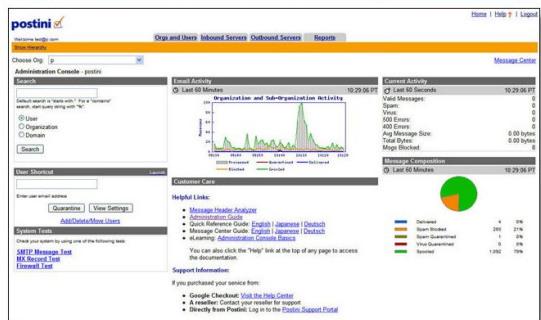 Home | Help ? | Logout
postini
Welcome ted@p.com
Orgs and Users Inbound Servers Outbound Servers Reports
Show Hierarchy
Choose Org: p
Message Center
Administration Console - postini
Search
Default search is "starts with." For a "contains"
search, start query string with "%".
User
Organization
Domain
Search
User Shortcut
Launch
Enter user email address
Quarantine View Settings
Add/Delete/Move Users
System Tests
Check your system by using one of the following tests.
SMTP Message Test
MX Record Test
Firewall Test
Email Activity
Last 60 Minutes 10:29:06 PT
Organization and Sub-Organization Activity
Processed Quarantined Delivered
Blocked Spooled
Customer Care
Helpful Links:
Message Header Analyzer
Administration Guide
Quick Reference Guide: English | Japanese | Deutsch
Message Center Guide: English | Japanese | Deutsch
eLearning: Administration Console Basics
You can also click the "Help" link at the top of any page to access
the documentation.
Support Information:
If you purchased your service from:
Google Checkout: Visit the Help Center
A reseller: Contact your reseller for support
Directly from Postini: Log in to the Postini Support Portal
Current Activity
Last 60 Seconds 10:29:06 PT
Valid Messages: 0
Spam: 0
Virus: 0
500 Errors: 0
400 Errors: 0
Avg Message Size: 0.00 bytes
Total Bytes: 0.00 bytes
Msgs Blocked: 0
Message Composition
Last 60 Minutes 10:29:06 PT
Delivered 4 0%
Spam Blocked 21%
Spam Quarantined 1 0%
Virus Quarantined 0 0%
Spooled 1,092 79%